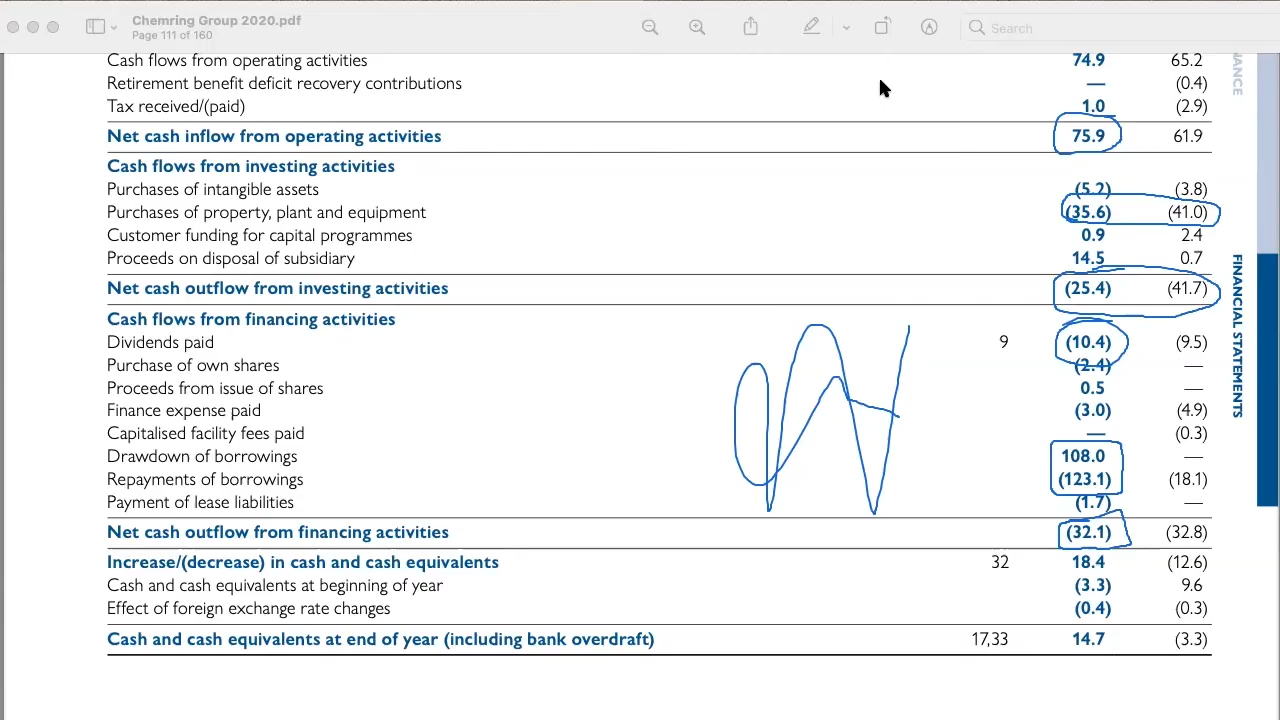 Chemring Group 2020.pdf
Page 111 of 160
Search
Cash flows from operating activities 74.9 65.2
Retirement benefit deficit recovery contributions — (0.4)
Tax received/(paid) 1.0 (2.9)
Net cash inflow from operating activities 75.9 61.9
Cash flows from investing activities
Purchases of intangible assets (5.2) (3.8)
Purchases of property, plant and equipment (35.6) (41.0)
Customer funding for capital programmes 0.9 2.4
Proceeds on disposal of subsidiary 14.5 0.7
Net cash outflow from investing activities (25.4) (41.7)
Cash flows from financing activities
Dividends paid 9 (10.4) (9.5)
Purchase of own shares (2.4) —
Proceeds from issue of shares 0.5 —
Finance expense paid (3.0) (4.9)
Capitalised facility fees paid — (0.3)
Drawdown of borrowings 108.0 —
Repayments of borrowings (123.1) (18.1)
Payment of lease liabilities (1.7) —
Net cash outflow from financing activities (32.1) (32.8)
Increase/(decrease) in cash and cash equivalents 32 18.4 (12.6)
Cash and cash equivalents at beginning of year (3.3) 9.6
Effect of foreign exchange rate changes (0.4) (0.3)
Cash and cash equivalents at end of year (including bank overdraft) 17,33 14.7 (3.3)
FINANCIAL STATEMENTS